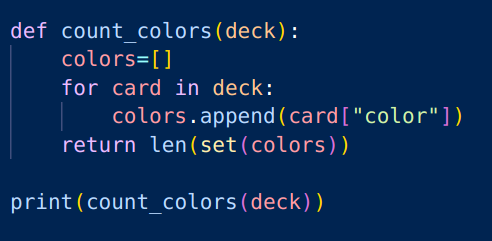 def count_colors(deck):
    colors=[]
    for card in deck:
        colors.append(card["color"])
    return len(set(colors))

print(count_colors(deck))